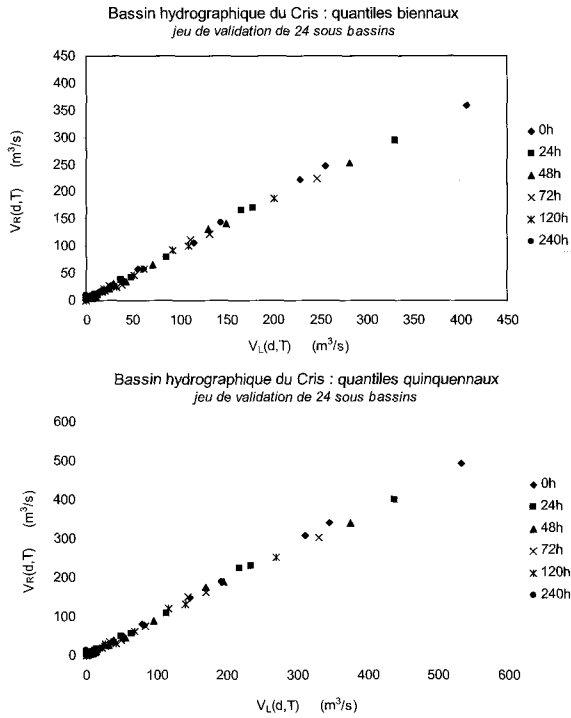 Bassin hydrographique du Cris : quantiles biennaux
jeu de validation de 24 sous bassins
450
400
350
300
250
200
150
100
50
0
VR(d,T) (m³/s)
0 50 100 150 200 250 300 350 400 450
VL(d,T) (m³/s)
0h
24h
48h
72h
120h
240h
Bassin hydrographique du Cris : quantiles quinquennaux
jeu de validation de 24 sous bassins
600
500
400
300
200
100
0
VR(d,T) (m³/s)
0 100 200 300 400 500 600
VL(d,T) (m³/s)
0h
24h
48h
72h
120h
240h